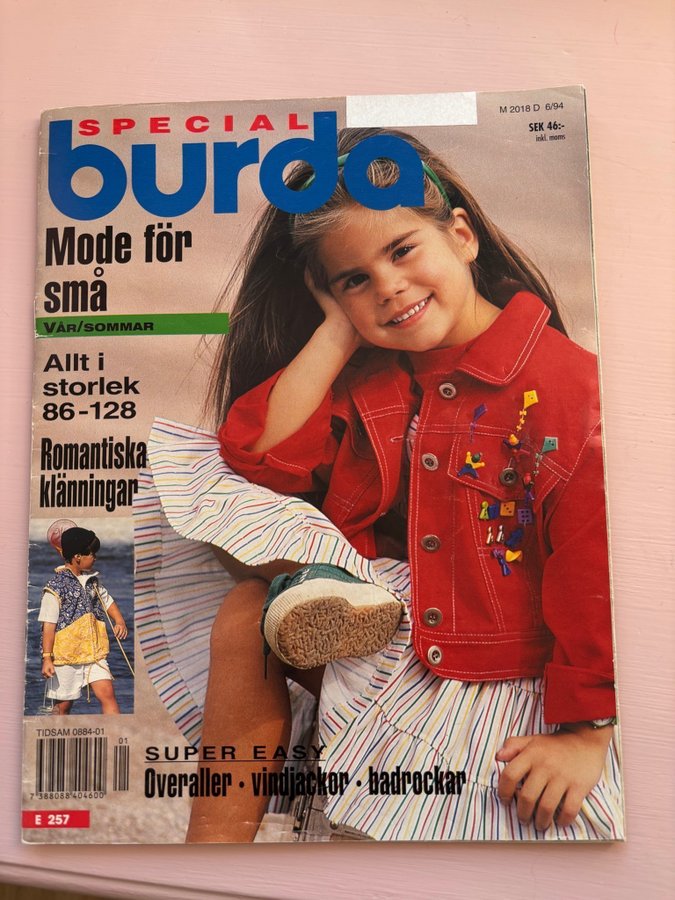 SPECIAL
burda
M 2018 D 6/94
SEK 46:-
inkl. moms
Mode för
små
VÅR/SOMMAR
Allt i
storlek
86-128
Romantiska
klänningar
TIDSAM 0884-01
01
7 388088 404600
E 257
SUPER EASY
Overaller • vindjackor • badrockar